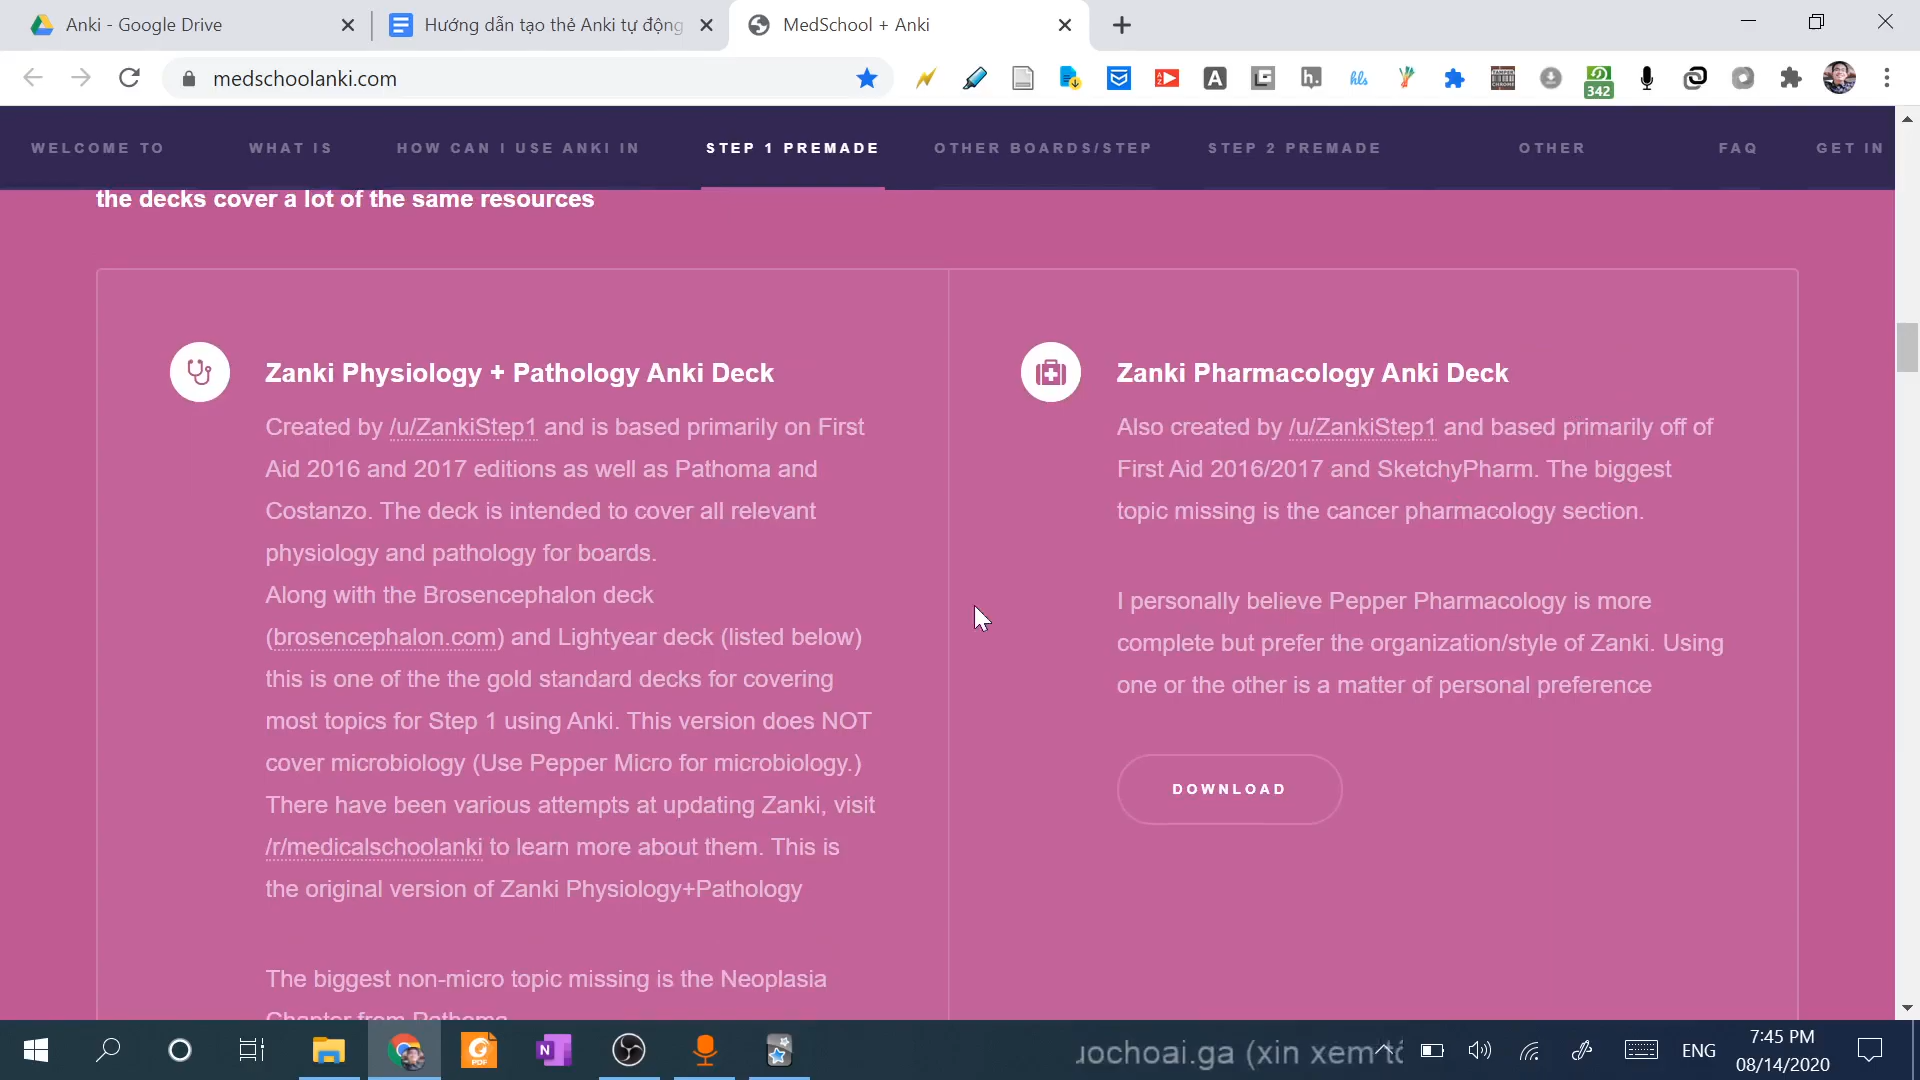 Anki - Google Drive
Hướng dẫn tạo thẻ Anki tự động
MedSchool + Anki
medschoolanki.com
342
WELCOME TO
WHAT IS
HOW CAN I USE ANKI IN
STEP 1 PREMADE
OTHER BOARDS/STEP
STEP 2 PREMADE
OTHER
FAQ
GET IN
the decks cover a lot of the same resources
Zanki Physiology + Pathology Anki Deck
Created by /u/ZankiStep1 and is based primarily on First
Aid 2016 and 2017 editions as well as Pathoma and
Costanzo. The deck is intended to cover all relevant
physiology and pathology for boards.
Along with the Brosencephalon deck
(brosencephalon.com) and Lightyear deck (listed below)
this is one of the the gold standard decks for covering
most topics for Step 1 using Anki. This version does NOT
cover microbiology (Use Pepper Micro for microbiology.)
There have been various attempts at updating Zanki, visit
/r/medicalschoolanki to learn more about them. This is
the original version of Zanki Physiology+Pathology
The biggest non-micro topic missing is the Neoplasia
Chapter from Pathoma
Zanki Pharmacology Anki Deck
Also created by /u/ZankiStep1 and based primarily off of
First Aid 2016/2017 and SketchyPharm. The biggest
topic missing is the cancer pharmacology section.
I personally believe Pepper Pharmacology is more
complete but prefer the organization/style of Zanki. Using
one or the other is a matter of personal preference
DOWNLOAD
uochoai.ga (xin xem
ENG
7:45 PM
08/14/2020